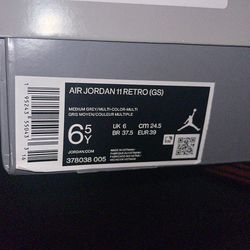 AIR JORDAN 11 RETRO (GS)
MEDIUM GREY/MULTI-COLOR-MULTI
GRIS MOYEN/COULEUR MULTIPLE
6.5Y
UK 6 cm 24.5
BR 37.5 EUR 39
JORDAN.COM
378038 005